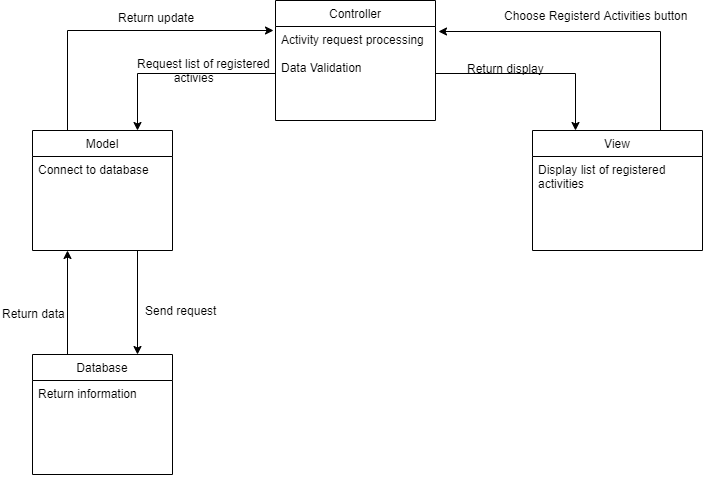 Controller
Return update
Choose Registerd Activities button
Activity request processing
Request list of registered
activies
Data Validation
Return display
Model
View
Connect to database
Display list of registered
activities
Return data
Send request
Database
Return information